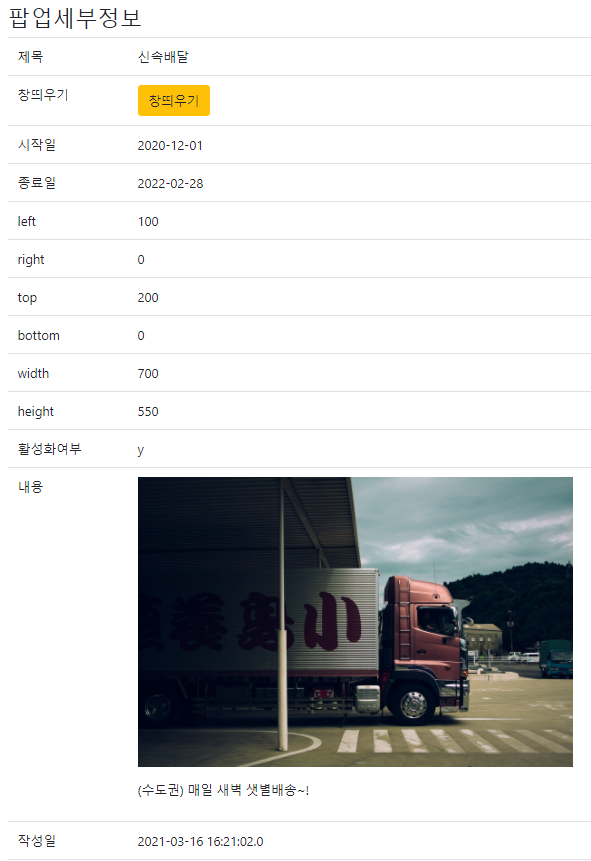 팝업세부정보
제목 신속배달
창띄우기 창띄우기
시작일 2020-12-01
종료일 2022-02-28
left 100
right 0
top 200
bottom 0
width 700
height 550
활성화여부 y
내용
小島養
(수도권) 매일 새벽 샛별배송~!
작성일 2021-03-16 16:21:02.0